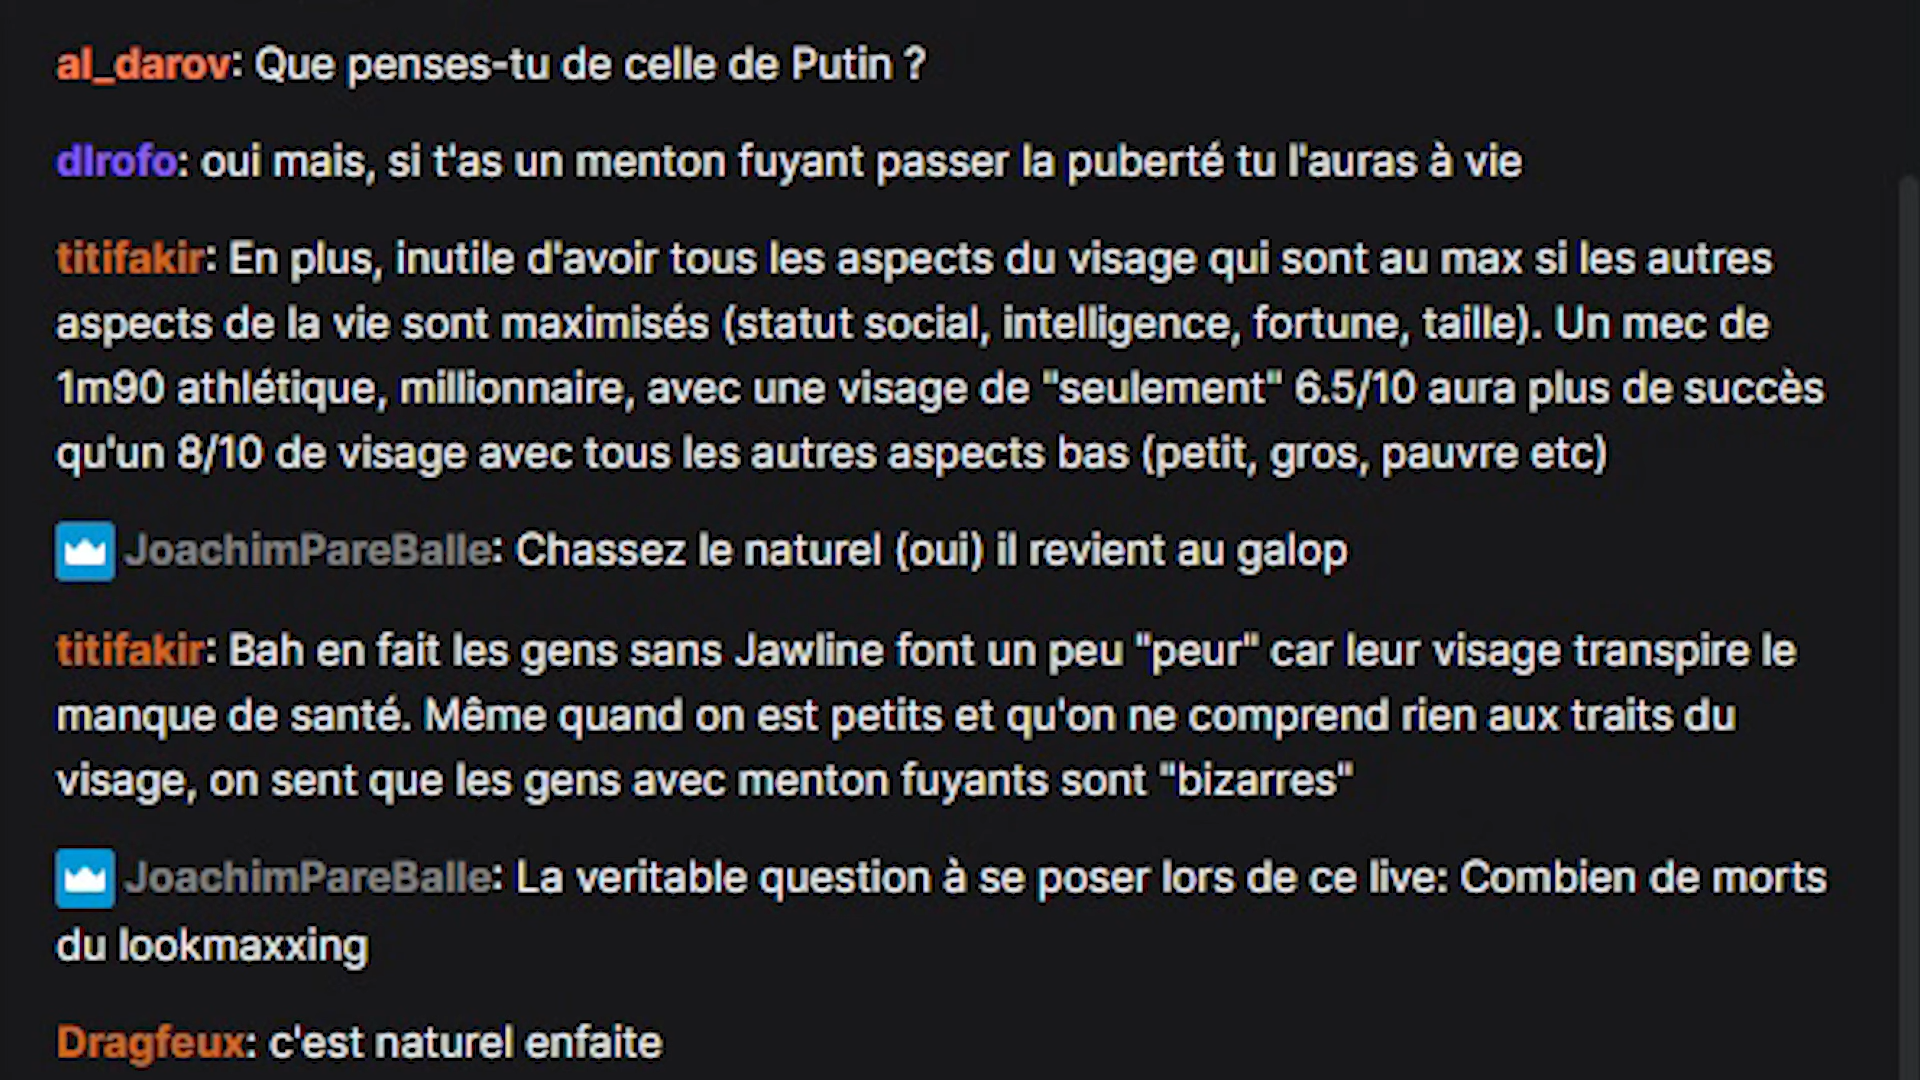 al_darov: Que penses-tu de celle de Putin ?
dlrofo: oui mais, si t'as un menton fuyant passer la puberté tu l'auras à vie
titifakir: En plus, inutile d'avoir tous les aspects du visage qui sont au max si les autres
aspects de la vie sont maximisés (statut social, intelligence, fortune, taille). Un mec de
1m90 athlétique, millionnaire, avec une visage de "seulement" 6.5/10 aura plus de succès
qu'un 8/10 de visage avec tous les autres aspects bas (petit, gros, pauvre etc)
JoachimPareBalle: Chassez le naturel (oui) il revient au galop
titifakir: Bah en fait les gens sans Jawline font un peu "peur" car leur visage transpire le
manque de santé. Même quand on est petits et qu'on ne comprend rien aux traits du
visage, on sent que les gens avec menton fuyants sont "bizarres"
JoachimPareBalle: La veritable question à se poser lors de ce live: Combien de morts
du lookmaxxing
Dragfeux: c'est naturel enfaite